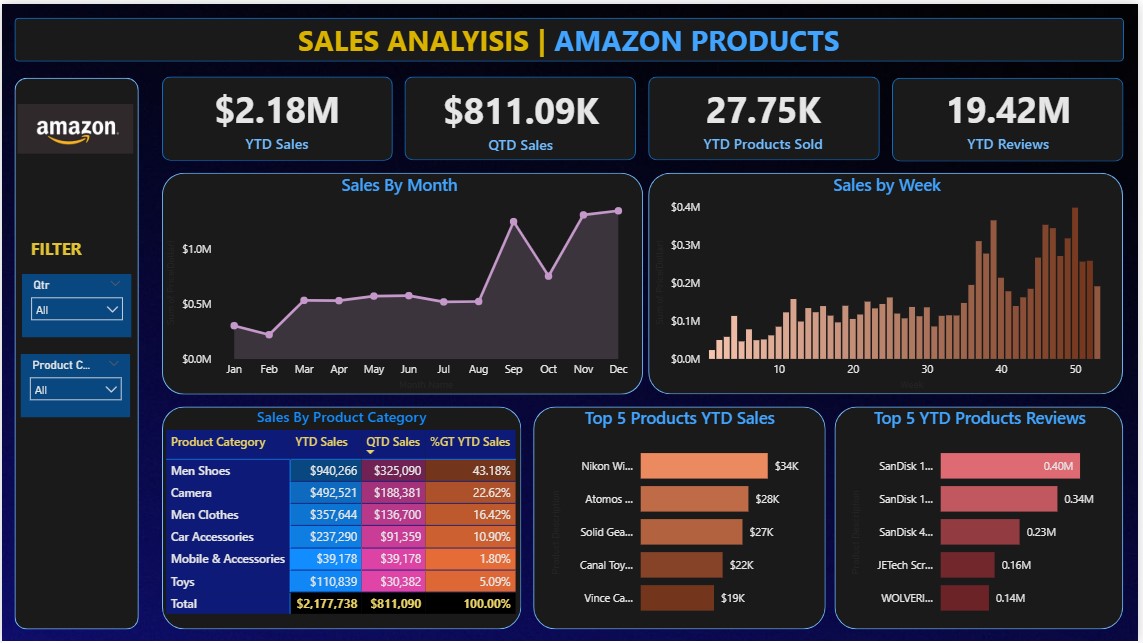 SALES ANALYISIS | AMAZON PRODUCTS
amazon
FILTER
Qtr
All
Product C...
All
$2.18M
YTD Sales
$811.09K
QTD Sales
27.75K
YTD Products Sold
19.42M
YTD Reviews
Sales By Month
$1.0M
$0.5M
$0.0M
Jan Feb Mar Apr May Jun Jul Aug Sep Oct Nov Dec
Sales by Week
$0.4M
$0.3M
$0.2M
$0.1M
$0.0M
10 20 30 40 50
Sales By Product Category
Product Category YTD Sales QTD Sales %GT YTD Sales
Men Shoes $940,266 $325,090 43.18%
Camera $492,521 $188,381 22.62%
Men Clothes $357,644 $136,700 16.42%
Car Accessories $237,290 $91,359 10.90%
Mobile & Accessories $39,178 $39,178 1.80%
Toys $110,839 $30,382 5.09%
Total $2,177,738 $811,090 100.00%
Top 5 Products YTD Sales
Nikon Wi... $34K
Atomos ... $28K
Solid Gea... $27K
Canal Toy... $22K
Vince Ca... $19K
Top 5 YTD Products Reviews
SanDisk 1... 0.40M
SanDisk 1... 0.34M
SanDisk 4... 0.23M
JETech Scr... 0.16M
WOLVERI... 0.14M